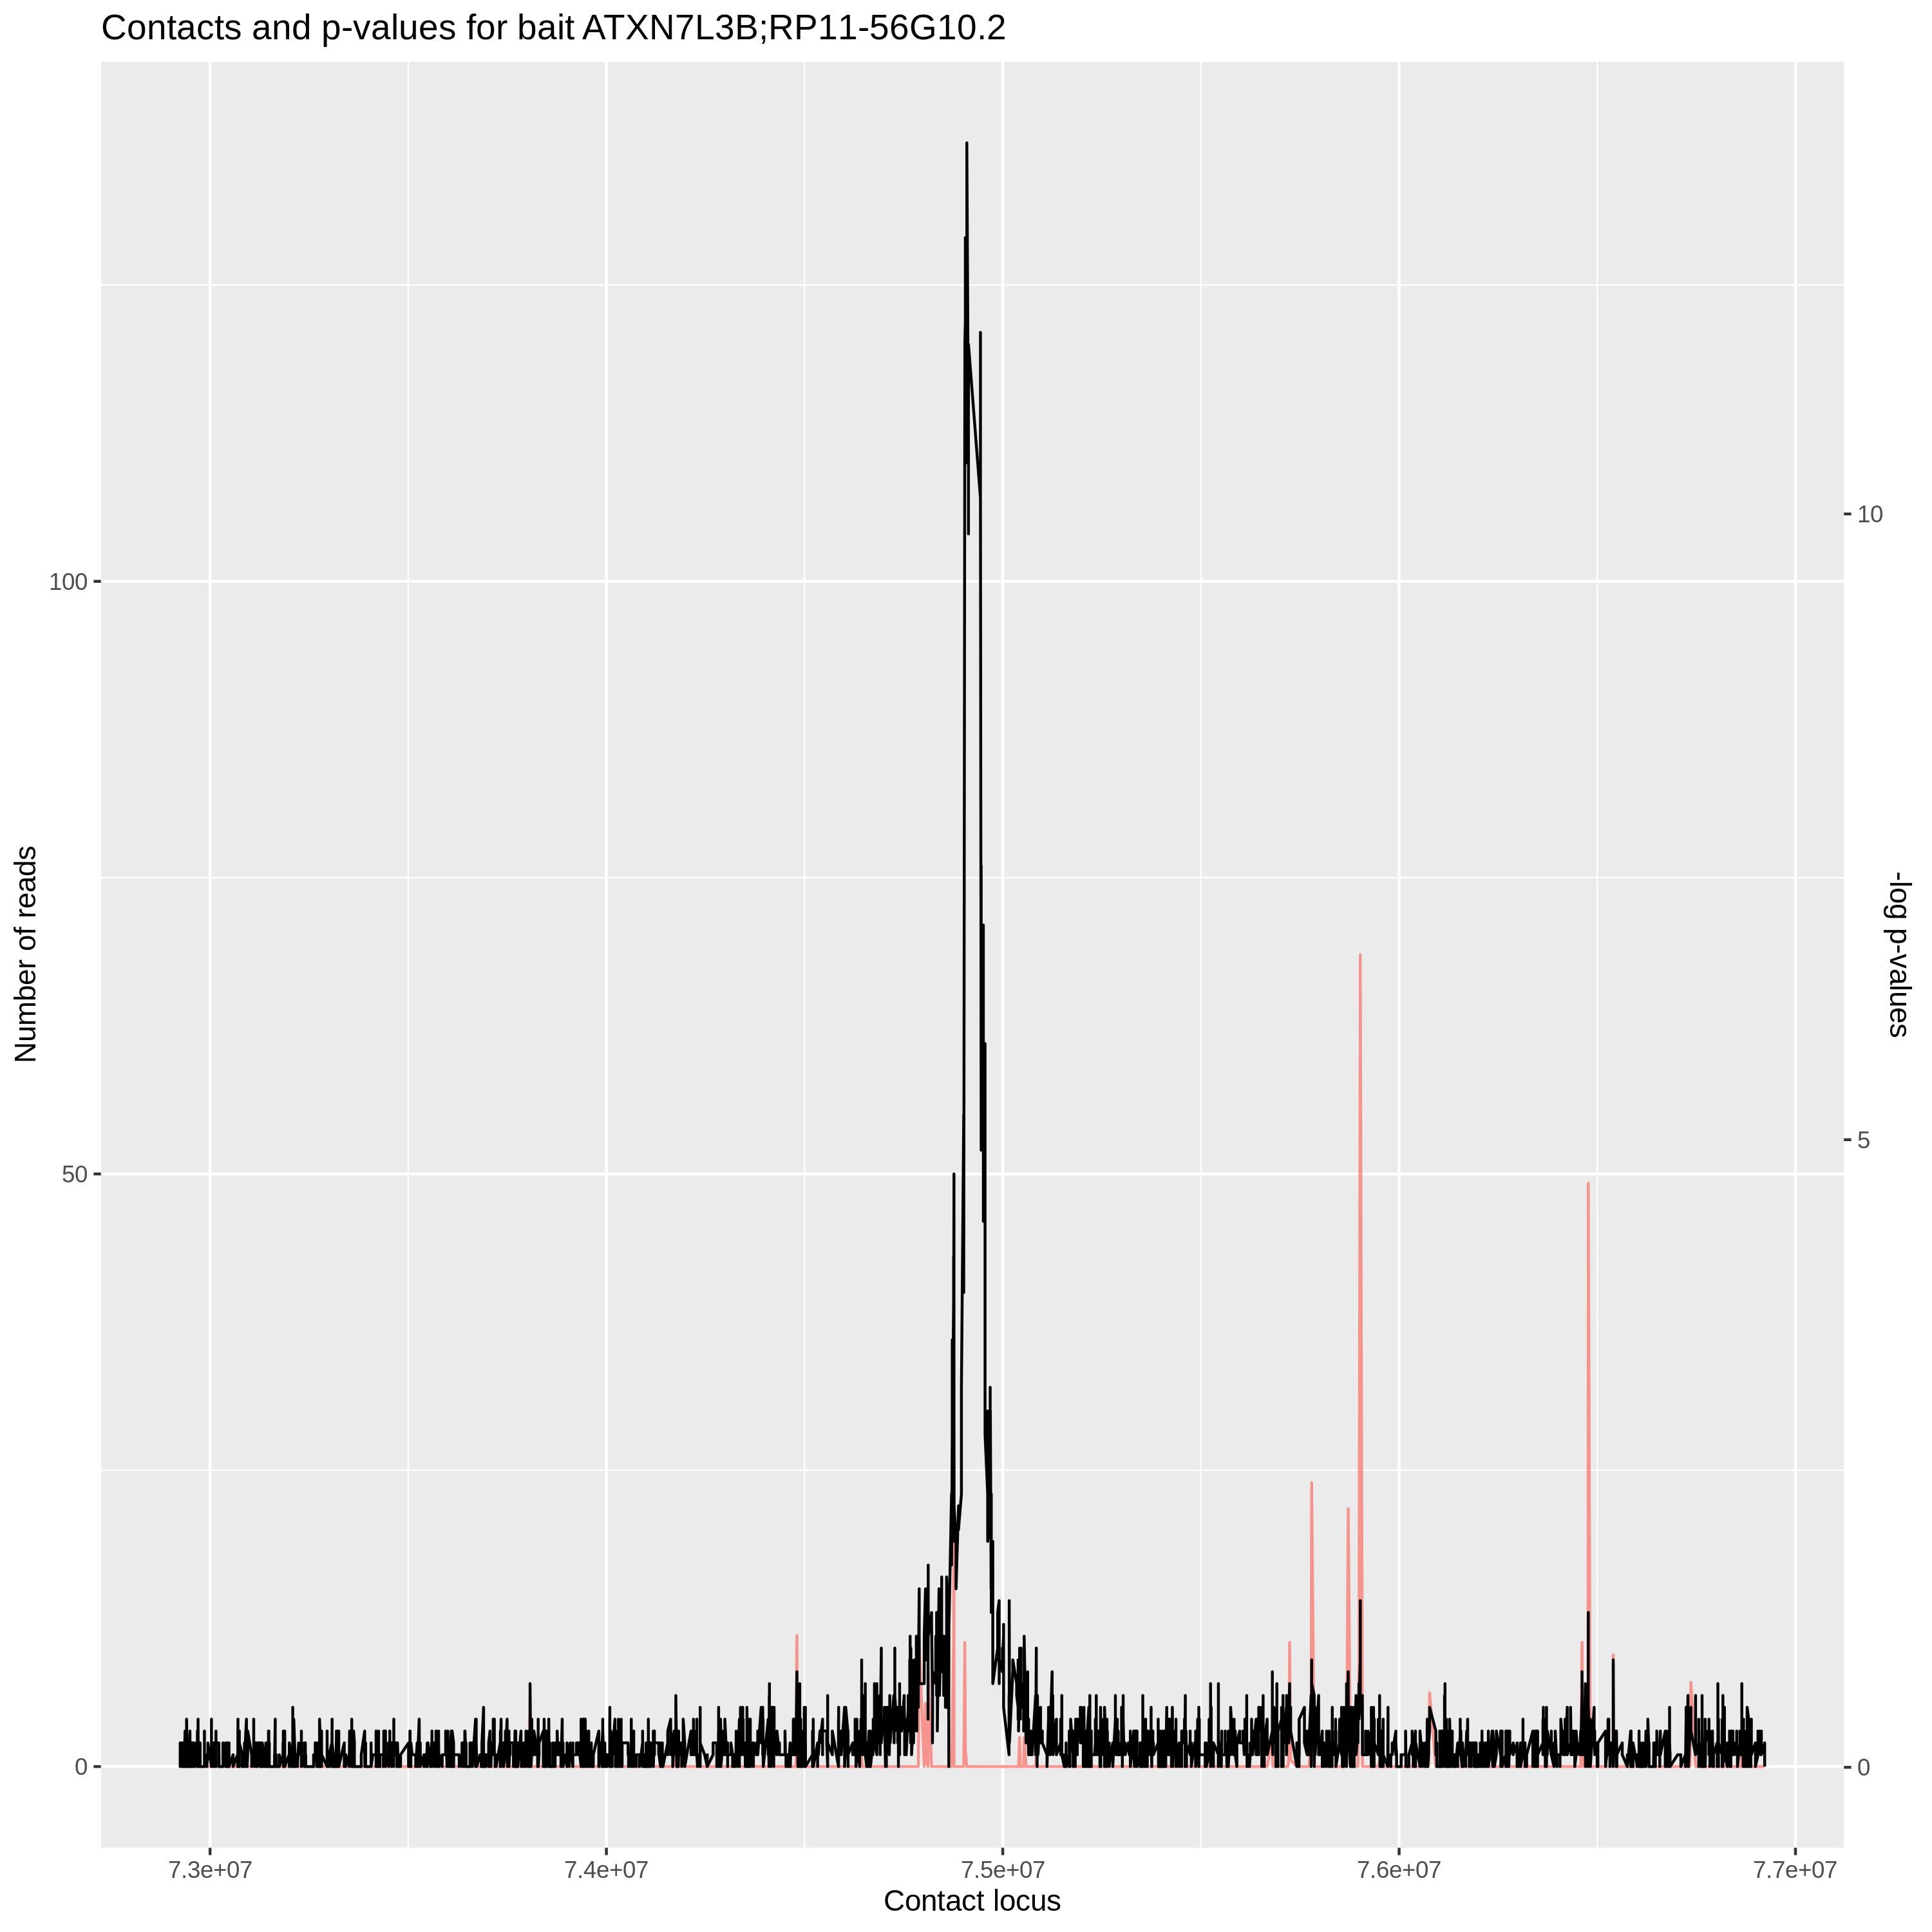 Contacts and p-values for bait ATXN7L3B;RP11-56G10.2
Number of reads
100
50
0
10
5
0
-log p-values
7.3e+07
7.4e+07
7.5e+07
7.6e+07
7.7e+07
Contact locus